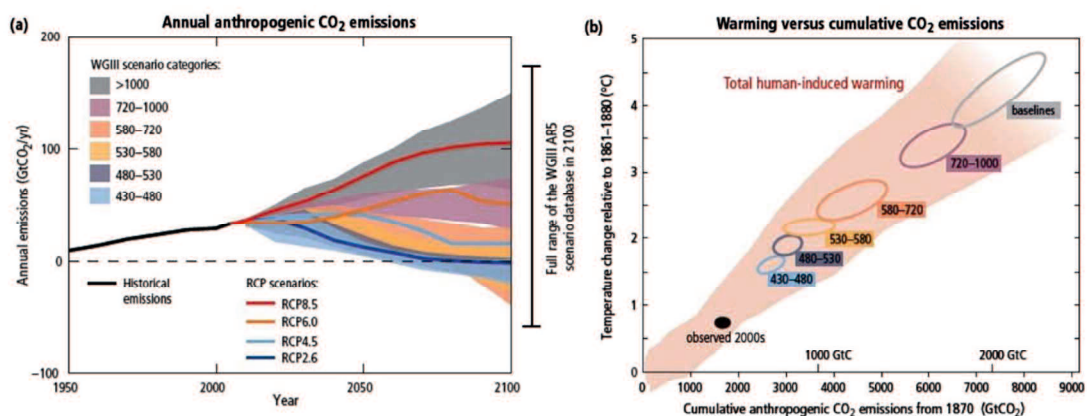 (a)
Annual anthropogenic CO₂ emissions
200
100
0
−100
Annual emissions (GtCO₂/yr)
WGIII scenario categories:
>1000
720–1000
580–720
530–580
480–530
430–480
Historical
emissions
RCP scenarios:
RCP8.5
RCP6.0
RCP4.5
RCP2.6
1950
2000
2050
2100
Year
Full range of the WGIII AR5
scenario database in 2100
(b)
Warming versus cumulative CO₂ emissions
5
4
3
2
1
0
Temperature change relative to 1861–1880 (°C)
Total human-induced warming
baselines
720–1000
580–720
530–580
480–530
430–480
observed 2000s
1000 GtC
2000 GtC
0 1000 2000 3000 4000 5000 6000 7000 8000 9000
Cumulative anthropogenic CO₂ emissions from 1870 (GtCO₂)